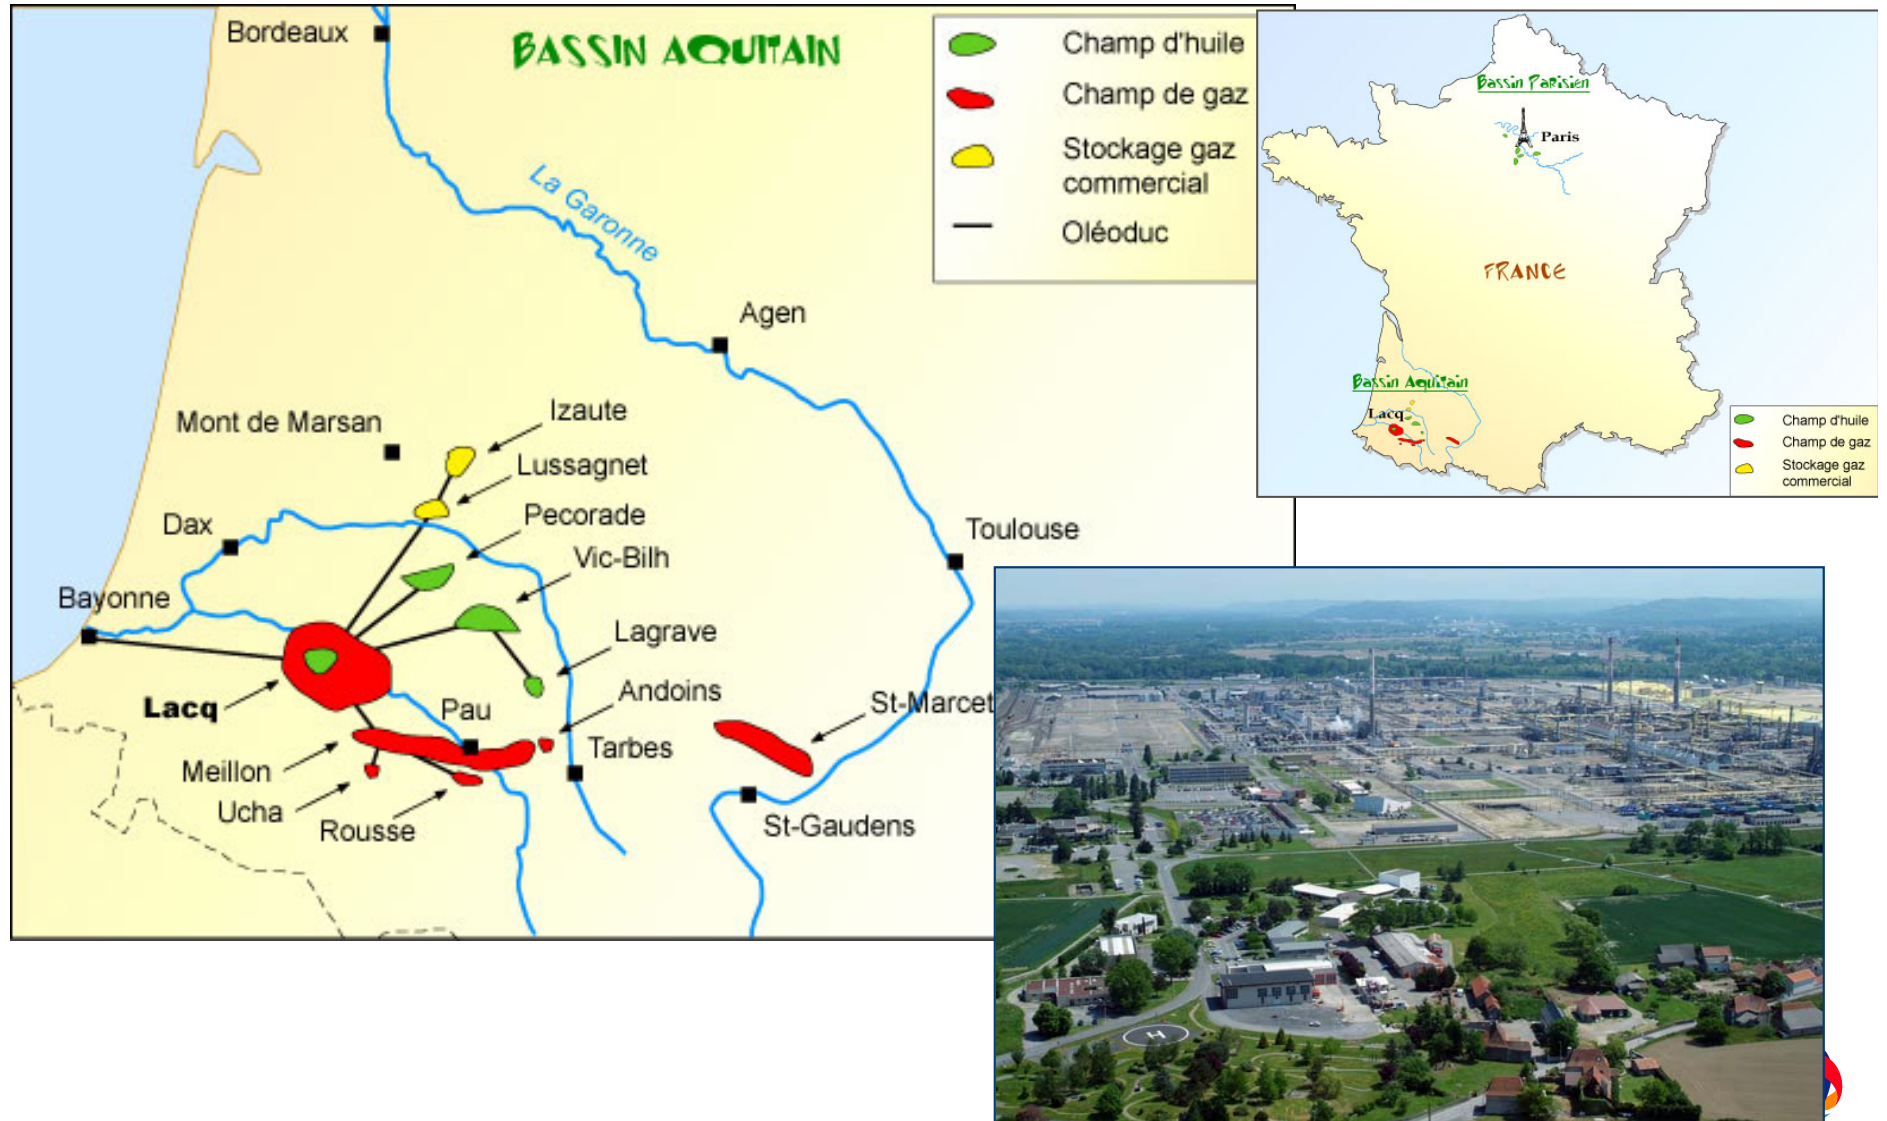 Bordeaux
BASSIN AQUITAIN
Champ d'huile
Champ de gaz
Stockage gaz
commercial
Oléoduc
La Garonne
Agen
Mont de Marsan
Izaute
Lussagnet
Pecorade
Dax
Vic-Bilh
Toulouse
Bayonne
Lagrave
Andoins
Lacq
Pau
St-Marcet
Tarbes
Meillon
Ucha
Rousse
St-Gaudens
Bassin Parisien
Paris
FRANCE
Bassin Aquitain
Lacq
Champ d'huile
Champ de gaz
Stockage gaz
commercial
H